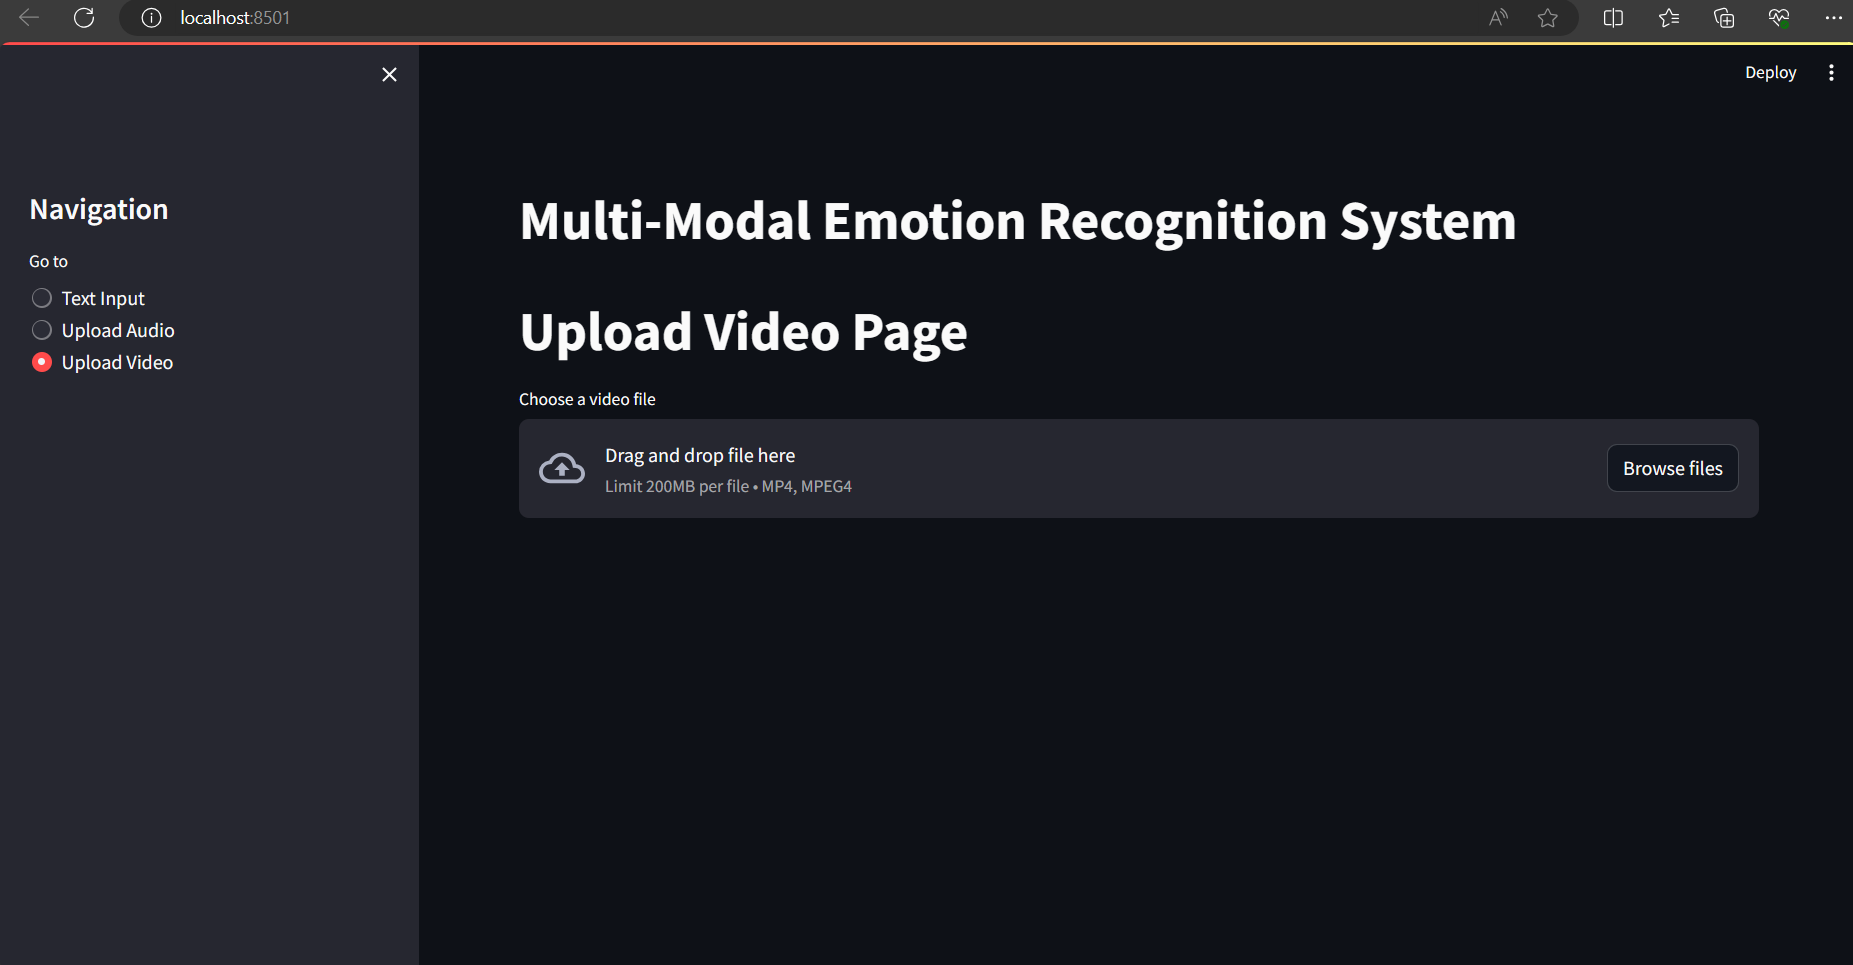 localhost:8501
Deploy
Navigation
Go to
Text Input
Upload Audio
Upload Video
Multi-Modal Emotion Recognition System
Upload Video Page
Choose a video file
Drag and drop file here
Limit 200MB per file • MP4, MPEG4
Browse files